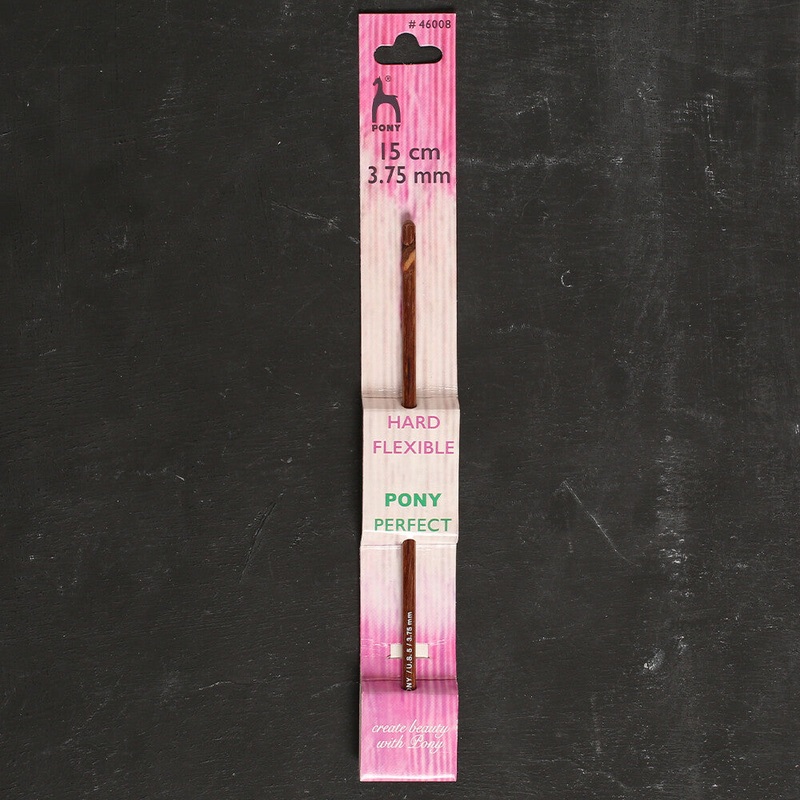 # 46008
®
PONY
15 cm
3.75 mm
HARD
FLEXIBLE
PONY
PERFECT
NY / U.S. 5 / 3.75 mm
create beauty
with Pony